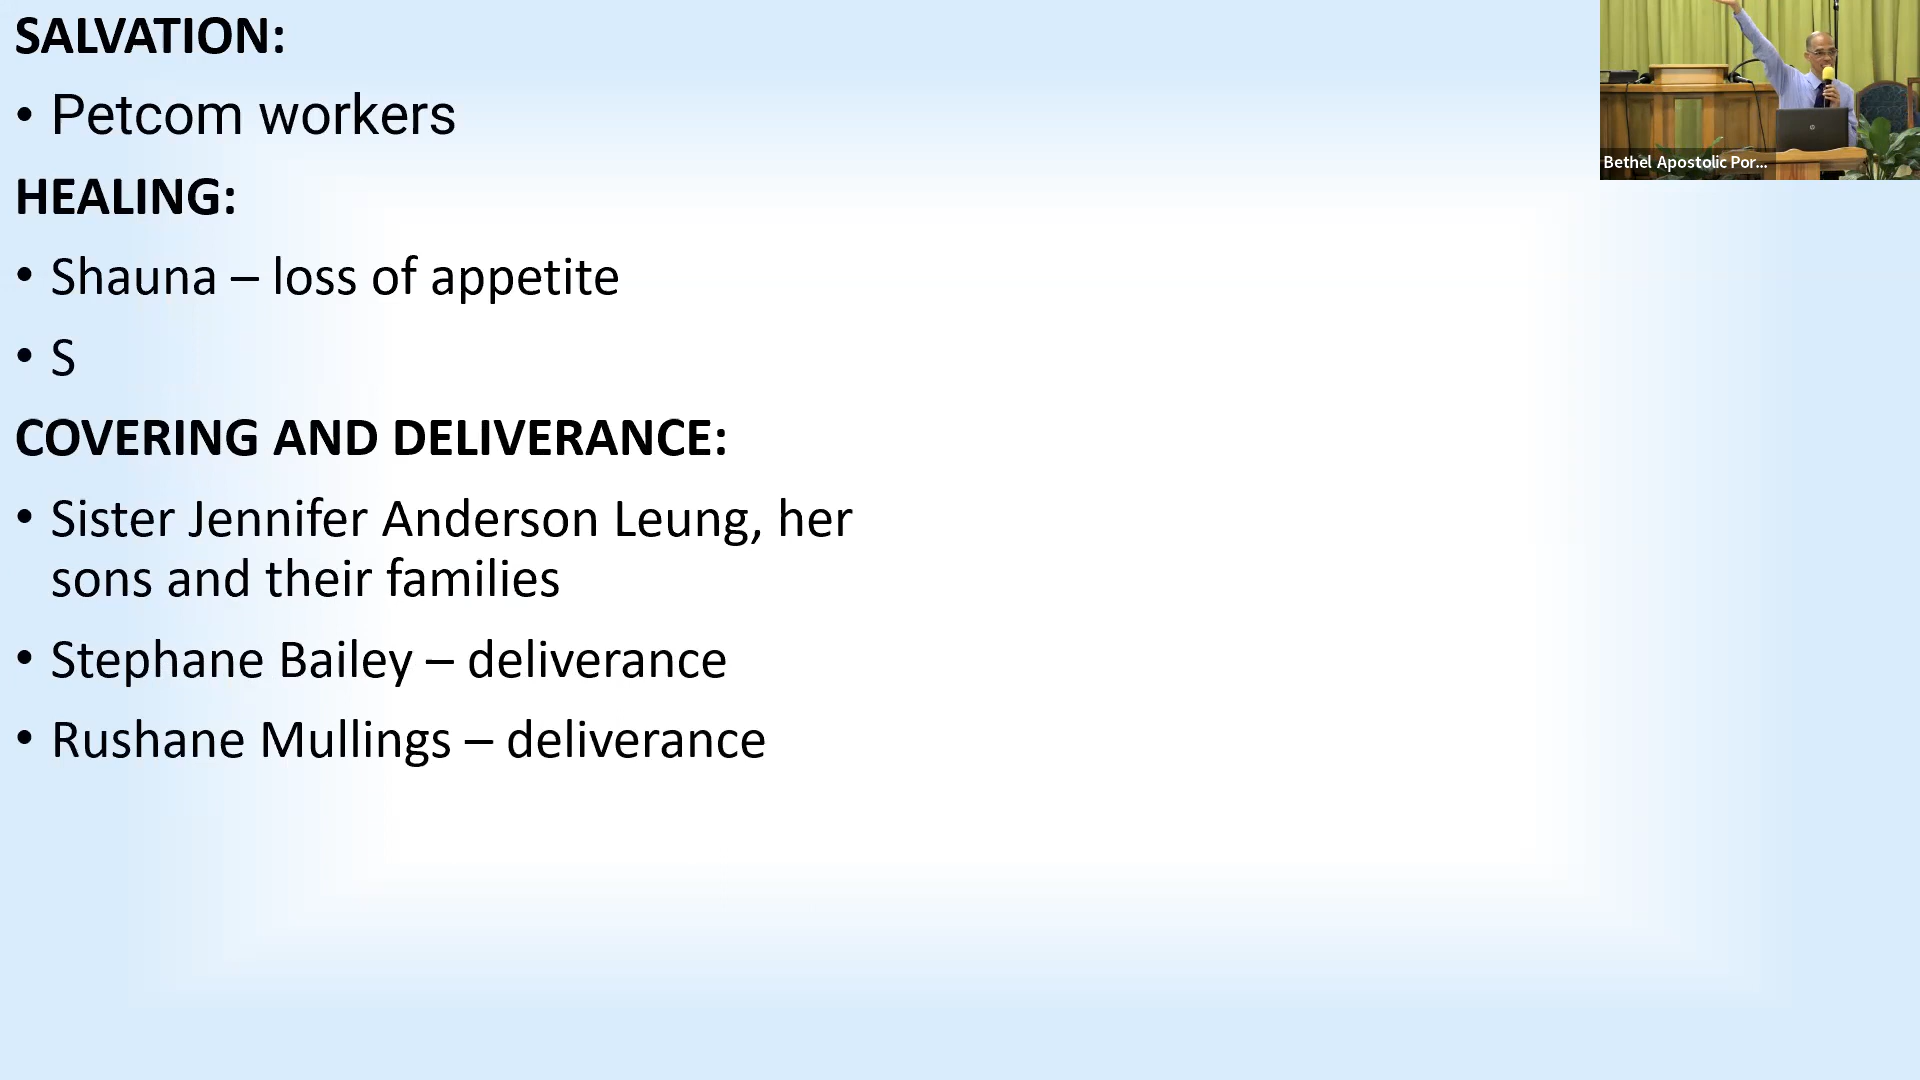 SALVATION:
• Petcom workers
HEALING:
• Shauna – loss of appetite
• S
COVERING AND DELIVERANCE:
• Sister Jennifer Anderson Leung, her
sons and their families
• Stephane Bailey – deliverance
• Rushane Mullings – deliverance
Bethel Apostolic Por...